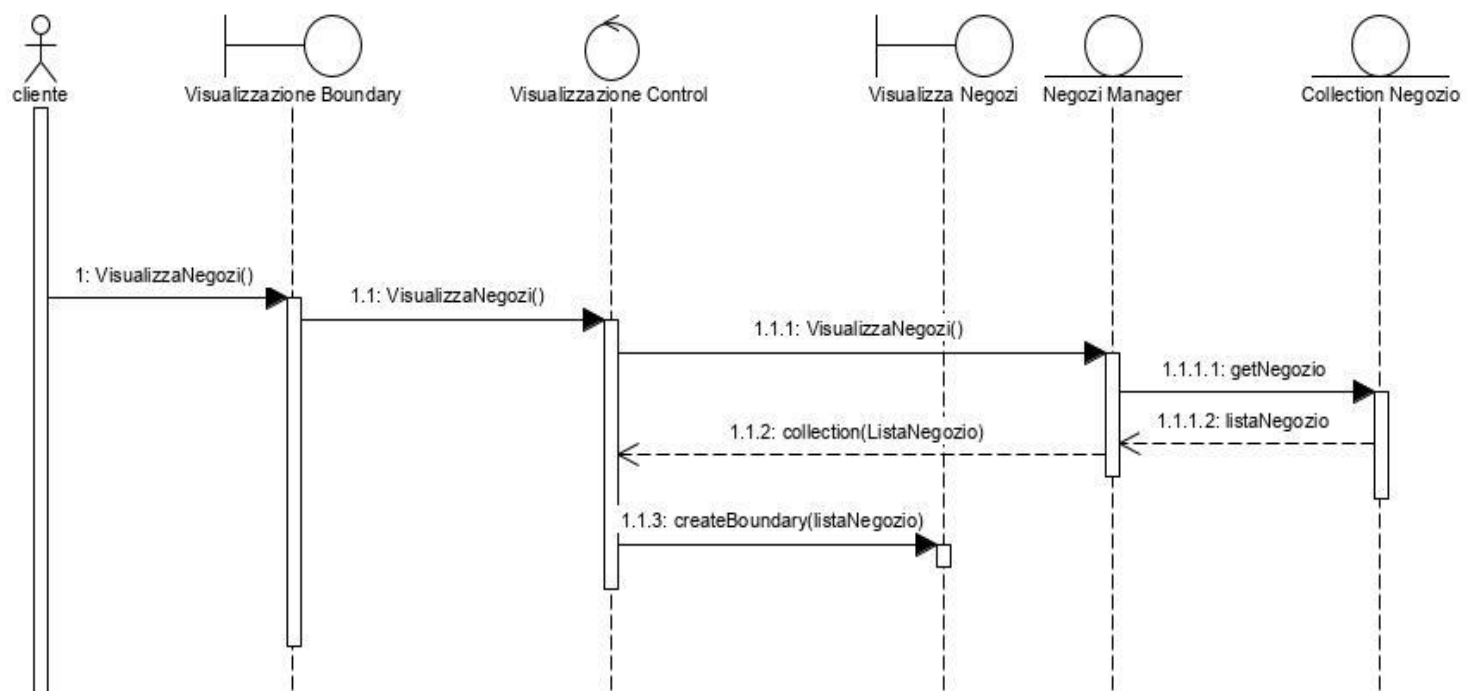 cliente
Visualizzazione Boundary
Visualizzazione Control
Visualizza Negozi
Negozi Manager
Collection Negozio
1: VisualizzaNegozi()
1.1: VisualizzaNegozi()
1.1.1: VisualizzaNegozi()
1.1.1.1: getNegozio
1.1.1.2: listaNegozio
1.1.2: collection(ListaNegozio)
1.1.3: createBoundary(listaNegozio)